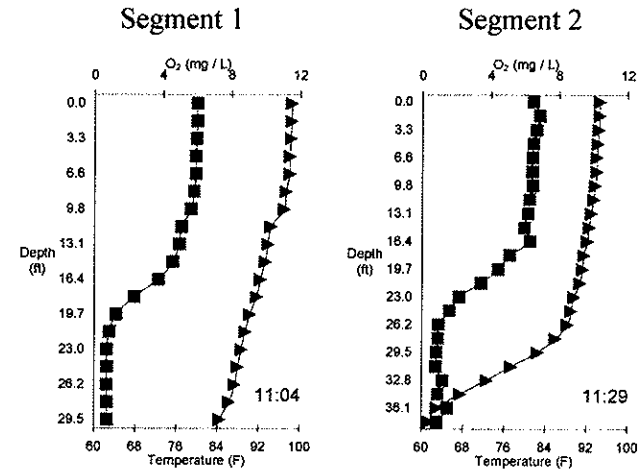 Segment 1
O₂ (mg / L)
0 4 8 12
0.0
3.3
6.6
9.8
Depth
(ft)
13.1
16.4
19.7
23.0
26.2
29.5
11:04
60 68 76 84 92 100
Temperature (F)
Segment 2
O₂ (mg / L)
0 4 8 12
0.0
3.3
6.6
9.8
13.1
Depth
(ft)
16.4
19.7
23.0
26.2
29.5
32.8
36.1
11:29
60 68 76 84 92 100
Temperature (F)